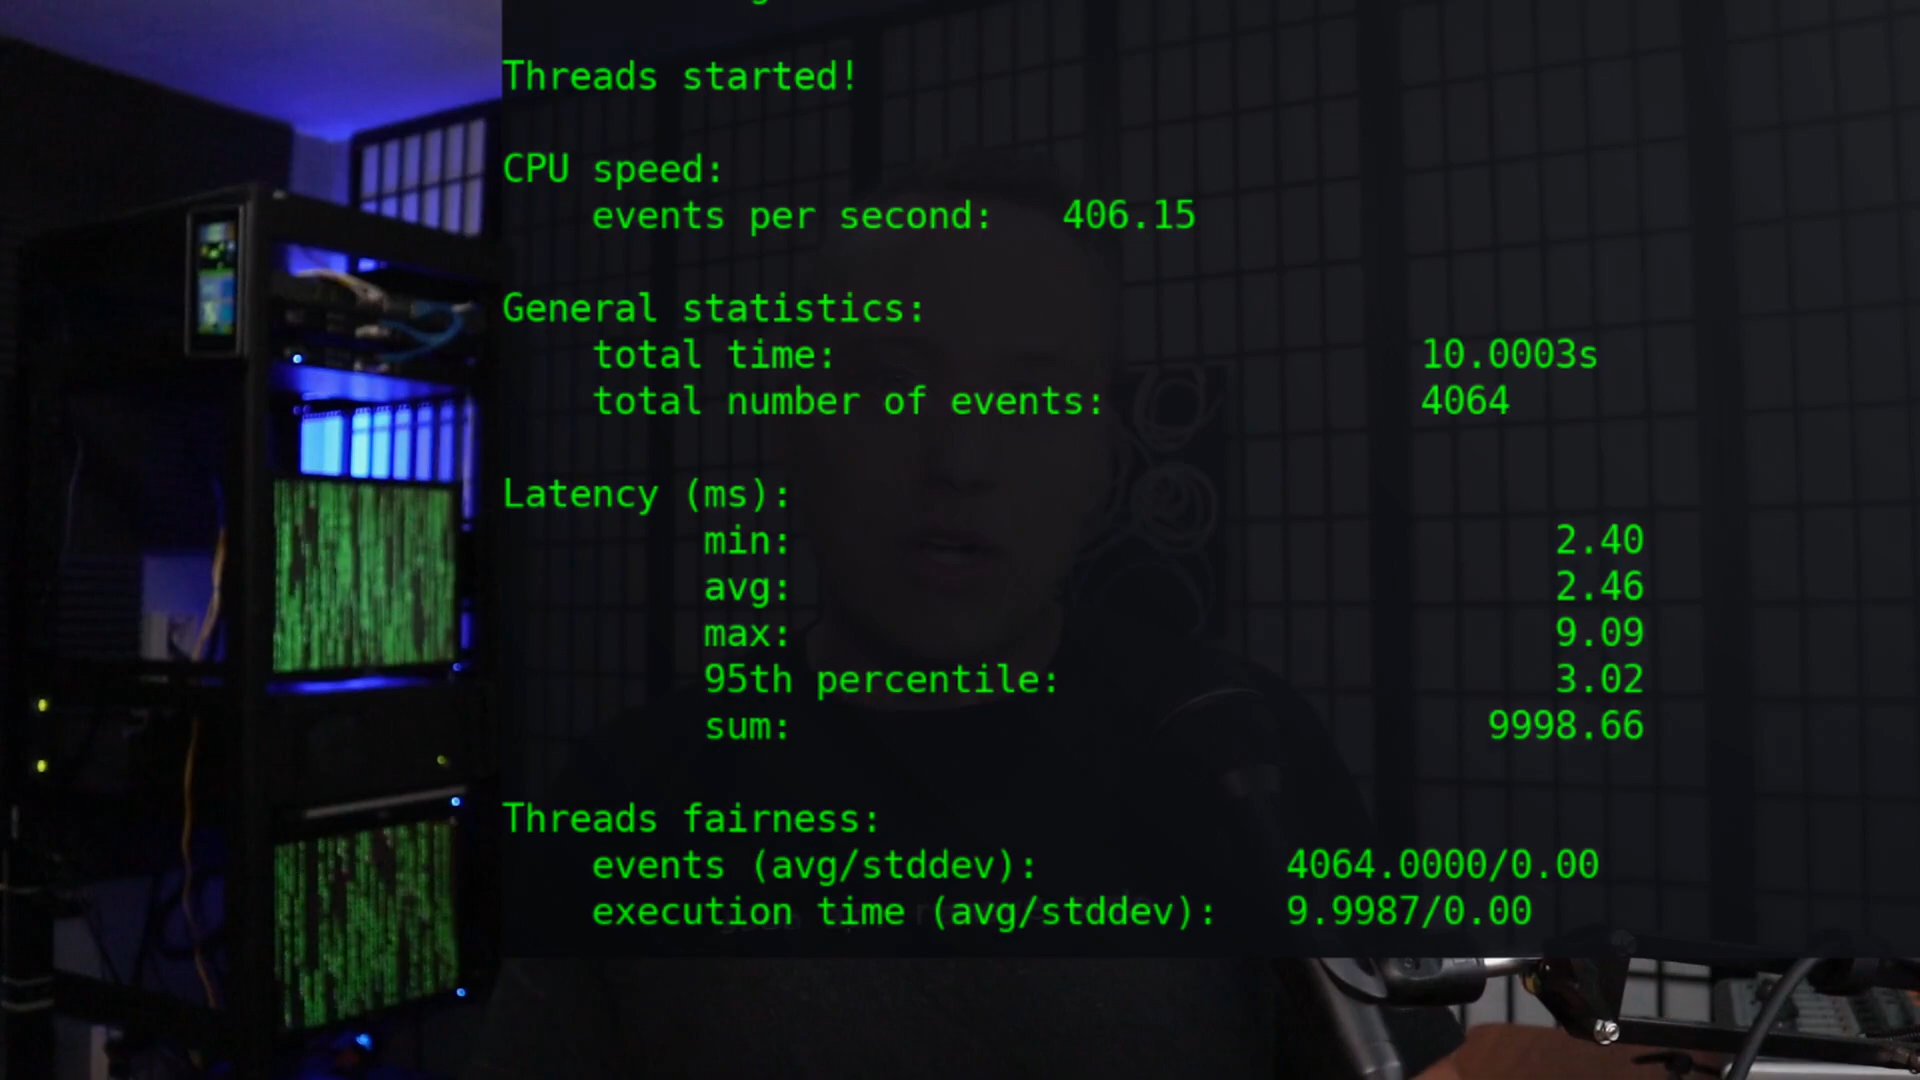 Threads started!
CPU speed:
events per second: 406.15
General statistics:
total time: 10.0003s
total number of events: 4064
Latency (ms):
min: 2.40
avg: 2.46
max: 9.09
95th percentile: 3.02
sum: 9998.66
Threads fairness:
events (avg/stddev): 4064.0000/0.00
execution time (avg/stddev): 9.9987/0.00